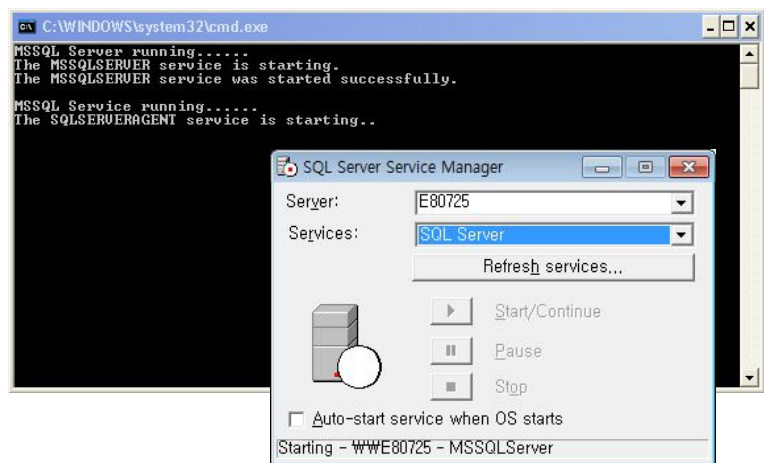 C:\WINDOWS\system32\cmd.exe
MSSQL Server running......
The MSSQLSERVER service is starting.
The MSSQLSERVER service was started successfully.
MSSQL Service running......
The SQLSERVERAGENT service is starting..
SQL Server Service Manager
Server:
E80725
Services:
SQL Server
Refresh services...
Start/Continue
Pause
Stop
Auto-start service when OS starts
Starting - ₩₩E80725 - MSSQLServer